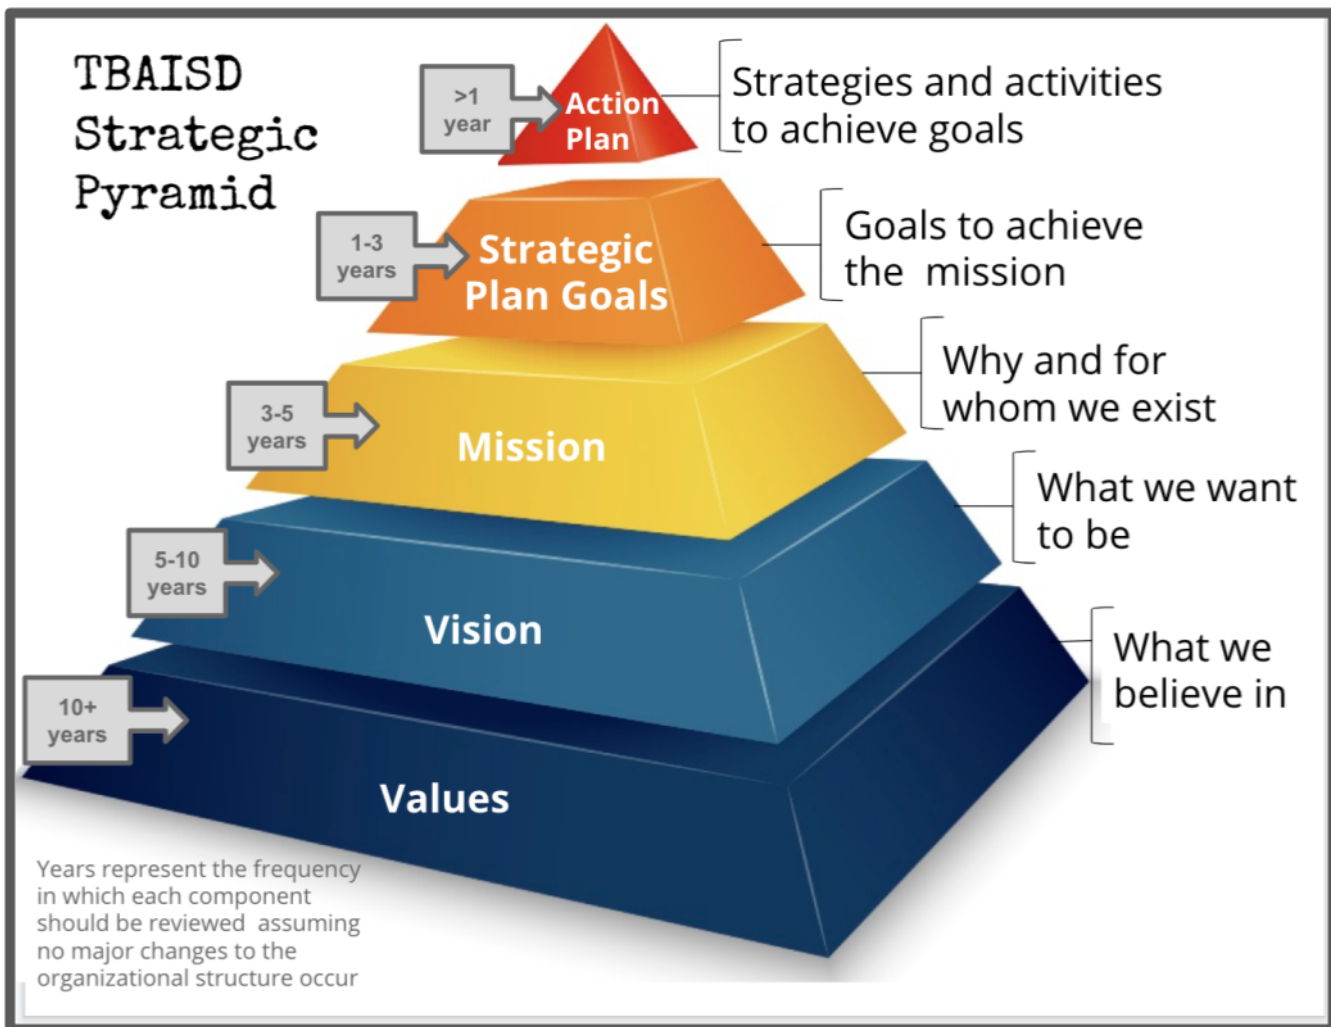 TBAISD
Strategic
Pyramid
>1
year
Action
Plan
Strategies and activities
to achieve goals
1-3
years
Strategic
Plan Goals
Goals to achieve
the  mission
3-5
years
Mission
Why and for
whom we exist
5-10
years
Vision
What we want
to be
10+
years
Values
What we
believe in
Years represent the frequency
in which each component
should be reviewed  assuming
no major changes to the
organizational structure occur